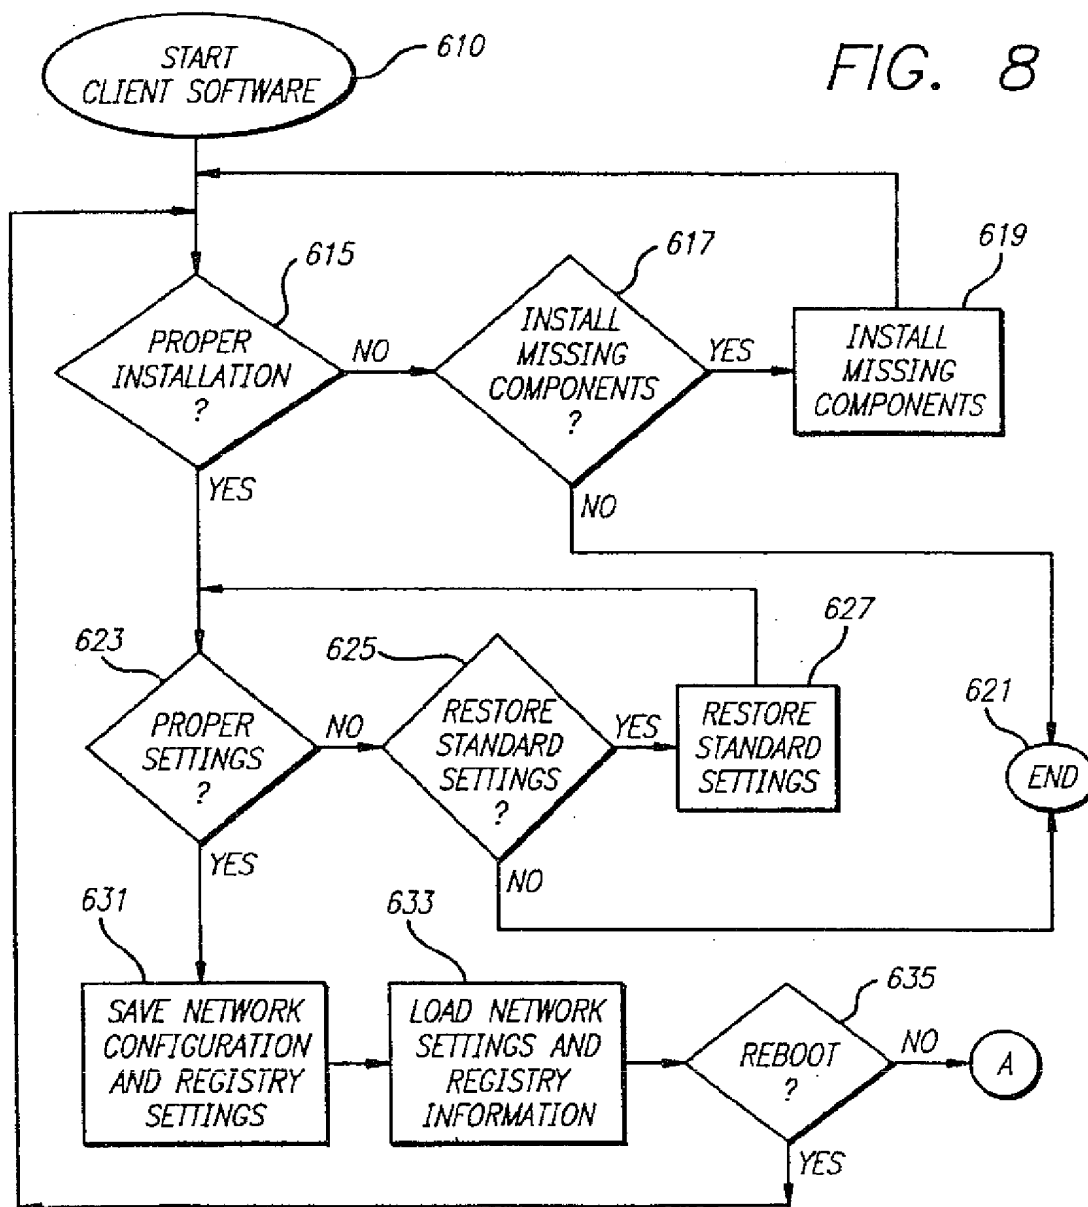 FIG. 8
START
CLIENT SOFTWARE
610
PROPER
INSTALLATION
?
615
NO
YES
INSTALL
MISSING
COMPONENTS
?
617
YES
NO
INSTALL
MISSING
COMPONENTS
619
PROPER
SETTINGS
?
623
NO
YES
RESTORE
STANDARD
SETTINGS
?
625
YES
NO
RESTORE
STANDARD
SETTINGS
627
END
621
SAVE NETWORK
CONFIGURATION
AND REGISTRY
SETTINGS
631
LOAD NETWORK
SETTINGS AND
REGISTRY
INFORMATION
633
REBOOT
?
635
NO
YES
A